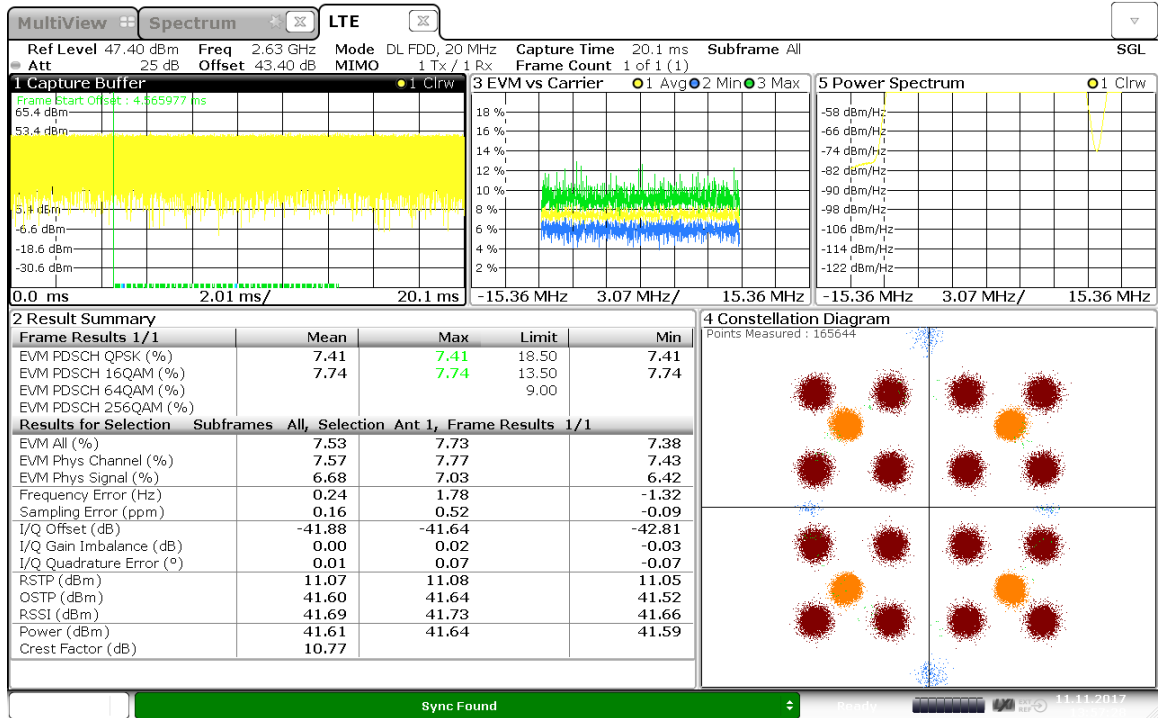 MultiView Spectrum LTE
Ref Level 47.40 dBm Freq 2.63 GHz Mode DL FDD, 20 MHz Capture Time 20.1 ms Subframe All SGL
Att 25 dB Offset 43.40 dB MIMO 1 Tx / 1 Rx Frame Count 1 of 1 (1)
1 Capture Buffer 1 Clrw
Frame Start Offset : 4.565977 ms
65.4 dBm
53.4 dBm
5.4 dBm
-6.6 dBm
-18.6 dBm
-30.6 dBm
0.0 ms 2.01 ms/ 20.1 ms
3 EVM vs Carrier 1 Avg 2 Min 3 Max
18 %
16 %
14 %
12 %
10 %
8 %
6 %
4 %
2 %
-15.36 MHz 3.07 MHz/ 15.36 MHz
5 Power Spectrum 1 Clrw
-58 dBm/Hz
-66 dBm/Hz
-74 dBm/Hz
-82 dBm/Hz
-90 dBm/Hz
-98 dBm/Hz
-106 dBm/Hz
-114 dBm/Hz
-122 dBm/Hz
-15.36 MHz 3.07 MHz/ 15.36 MHz
2 Result Summary
Frame Results 1/1 Mean Max Limit Min
EVM PDSCH QPSK (%) 7.41 7.41 18.50 7.41
EVM PDSCH 16QAM (%) 7.74 7.74 13.50 7.74
EVM PDSCH 64QAM (%) 9.00
EVM PDSCH 256QAM (%)
Results for Selection Subframes All, Selection Ant 1, Frame Results 1/1
EVM All (%) 7.53 7.73 7.38
EVM Phys Channel (%) 7.57 7.77 7.43
EVM Phys Signal (%) 6.68 7.03 6.42
Frequency Error (Hz) 0.24 1.78 -1.32
Sampling Error (ppm) 0.16 0.52 -0.09
I/Q Offset (dB) -41.88 -41.64 -42.81
I/Q Gain Imbalance (dB) 0.00 0.02 -0.03
I/Q Quadrature Error (°) 0.01 0.07 -0.07
RSTP (dBm) 11.07 11.08 11.05
OSTP (dBm) 41.60 41.64 41.52
RSSI (dBm) 41.69 41.73 41.66
Power (dBm) 41.61 41.64 41.59
Crest Factor (dB) 10.77
4 Constellation Diagram
Points Measured : 165644
Sync Found
Ready
LXI
11.11.2017